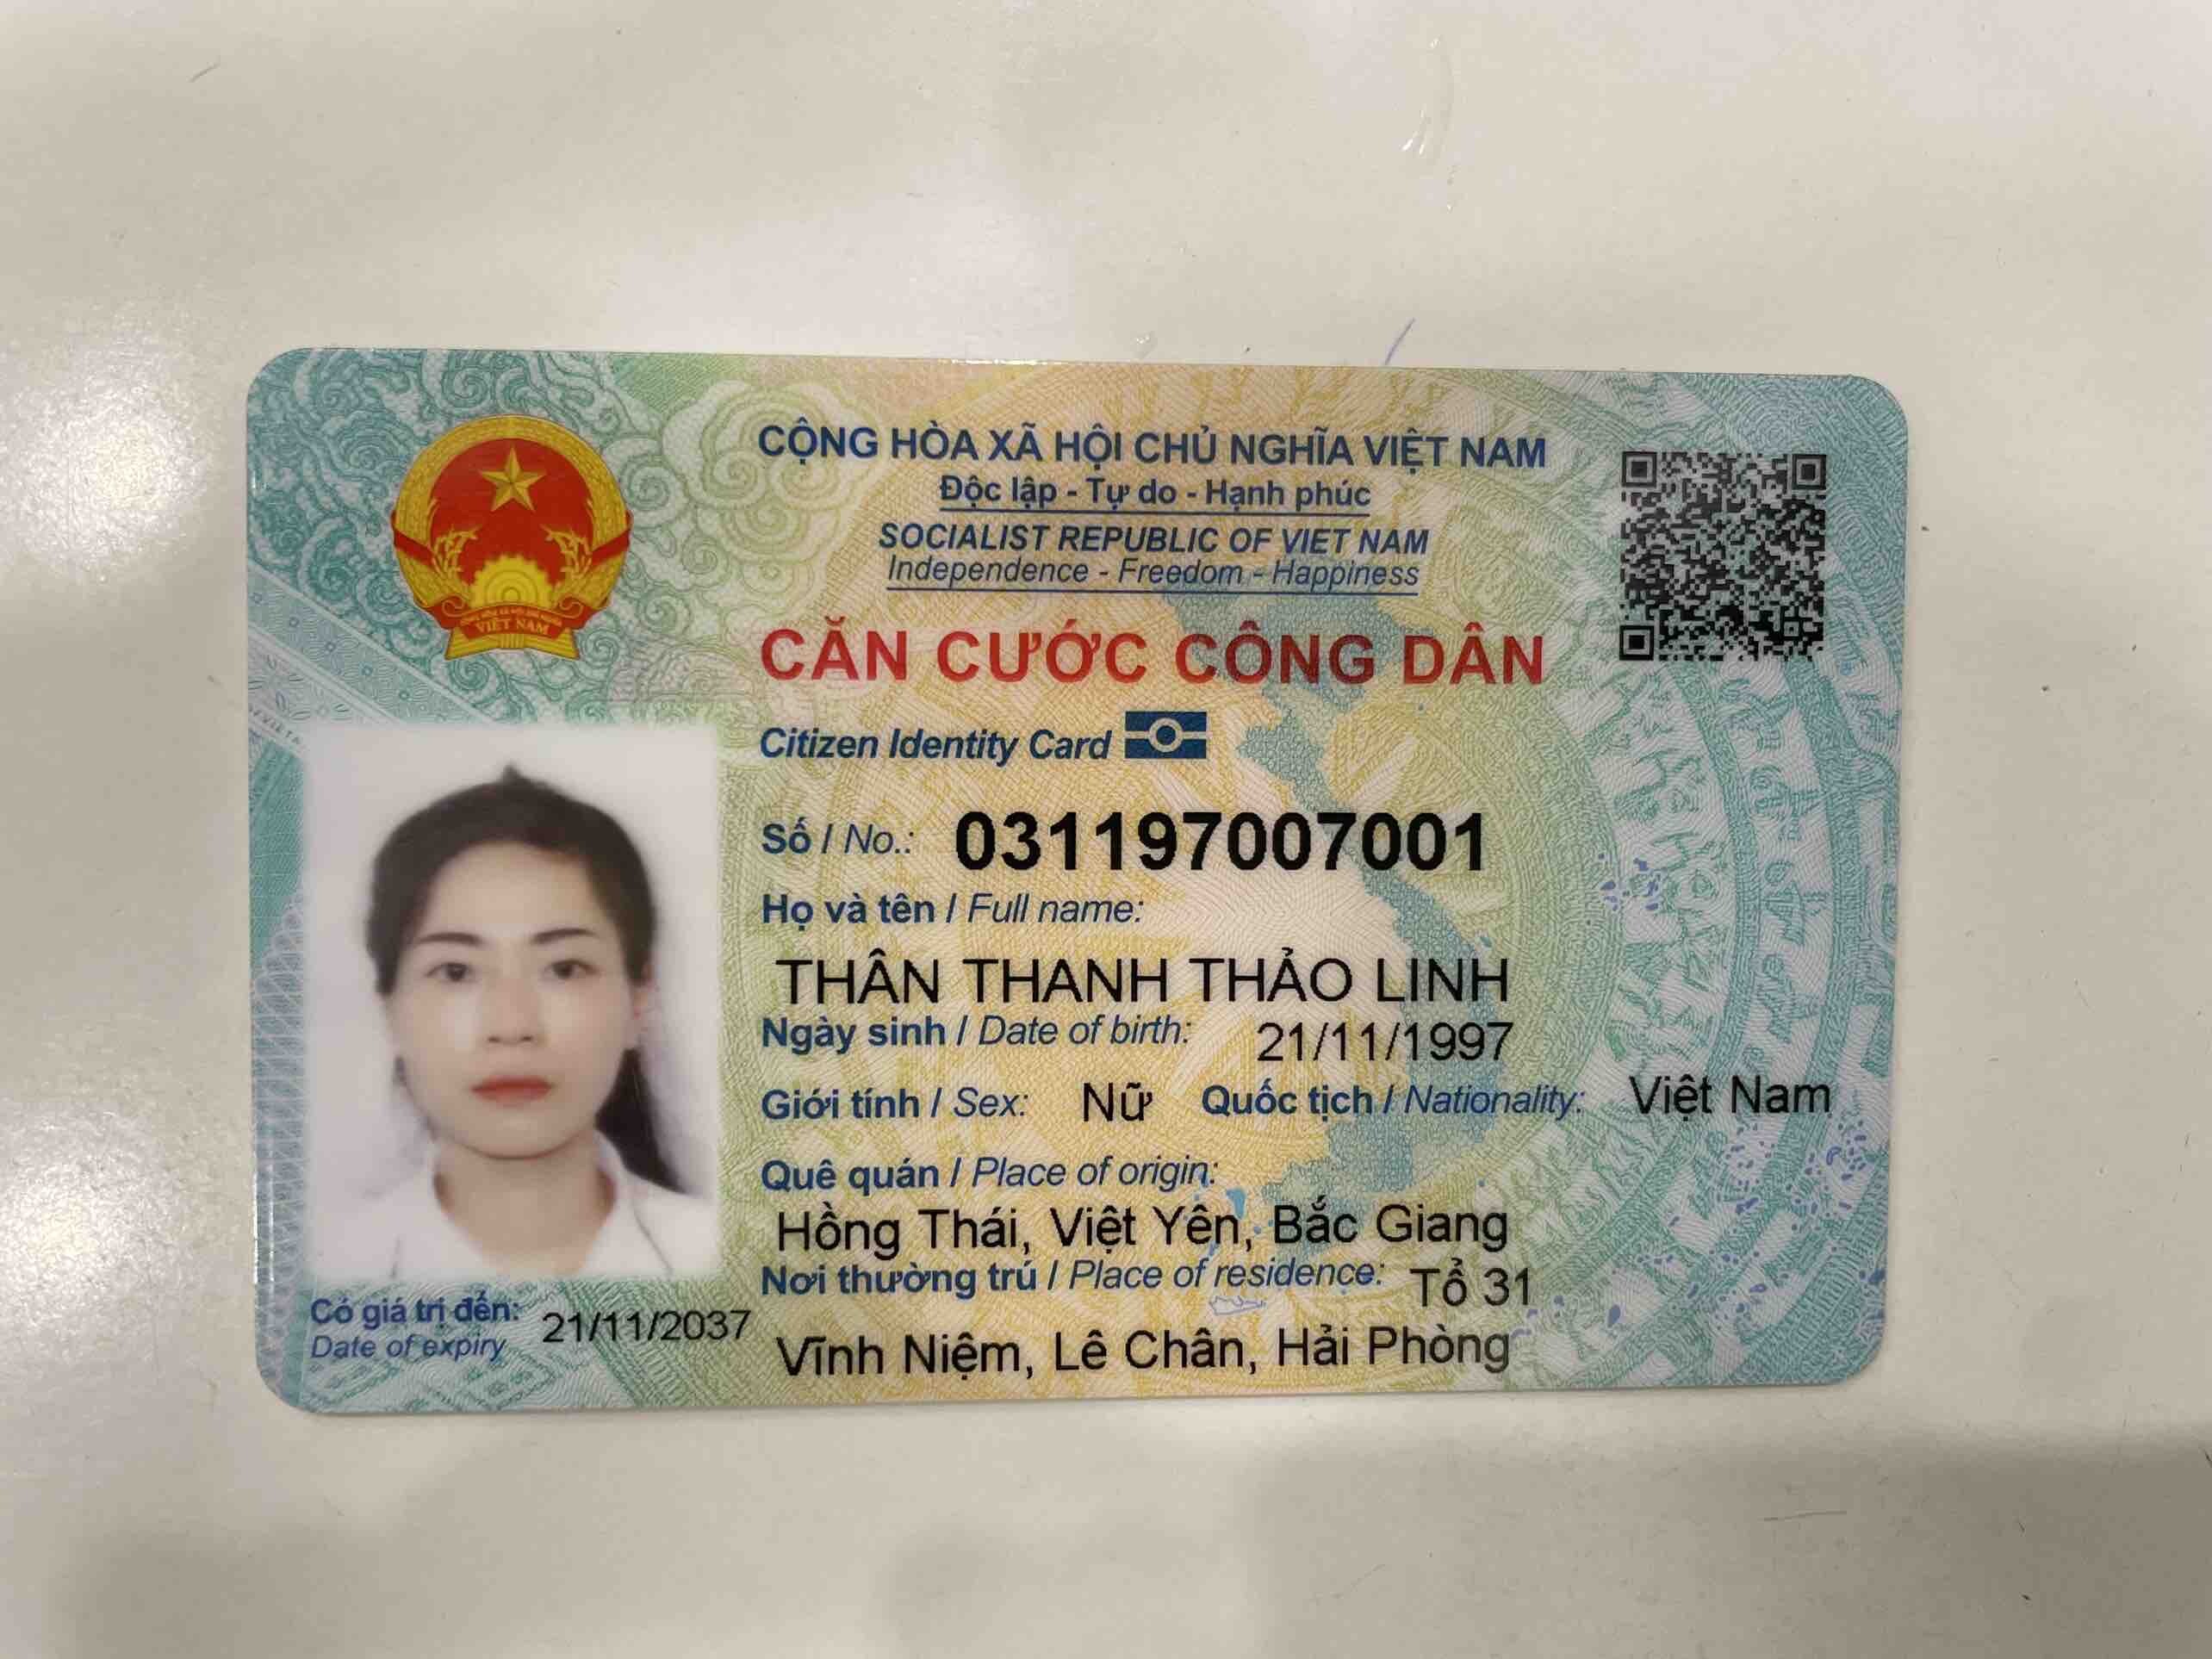 CỘNG HÒA XÃ HỘI CHỦ NGHĨA VIỆT NAM
Độc lập - Tự do - Hạnh phúc
SOCIALIST REPUBLIC OF VIET NAM
Independence - Freedom - Happiness
CĂN CƯỚC CÔNG DÂN
Citizen Identity Card
VIỆT NAM
Số / No.: 031197007001
Họ và tên / Full name:
THÂN THANH THẢO LINH
Ngày sinh / Date of birth: 21/11/1997
Giới tính / Sex: Nữ Quốc tịch / Nationality: Việt Nam
Quê quán / Place of origin:
Hồng Thái, Việt Yên, Bắc Giang
Nơi thường trú / Place of residence: Tổ 31
Vĩnh Niệm, Lê Chân, Hải Phòng
Có giá trị đến: 21/11/2037
Date of expiry